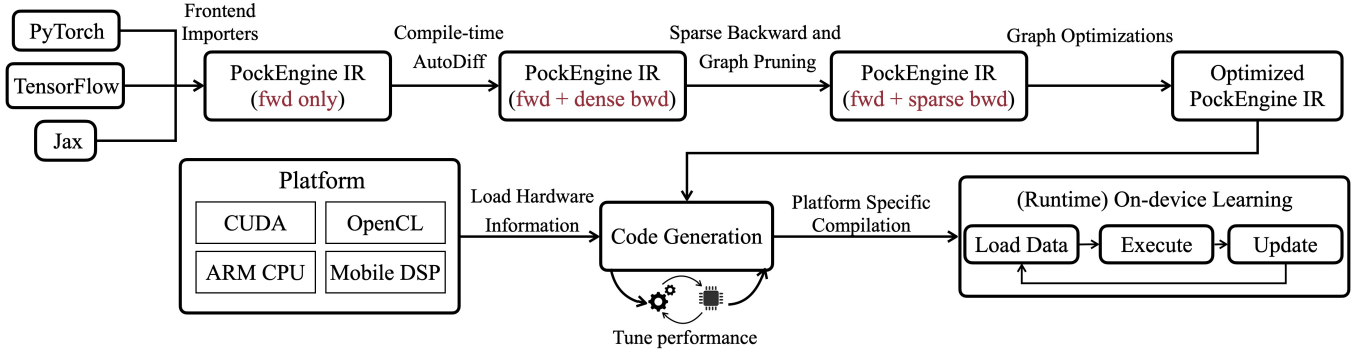 PyTorch
TensorFlow
Jax
Frontend
Importers
PockEngine IR
(fwd only)
Compile-time
AutoDiff
PockEngine IR
(fwd + dense bwd)
Sparse Backward and
Graph Pruning
PockEngine IR
(fwd + sparse bwd)
Graph Optimizations
Optimized
PockEngine IR
Platform
CUDA
OpenCL
ARM CPU
Mobile DSP
Load Hardware
Information
Code Generation
Tune performance
Platform Specific
Compilation
(Runtime) On-device Learning
Load Data
Execute
Update